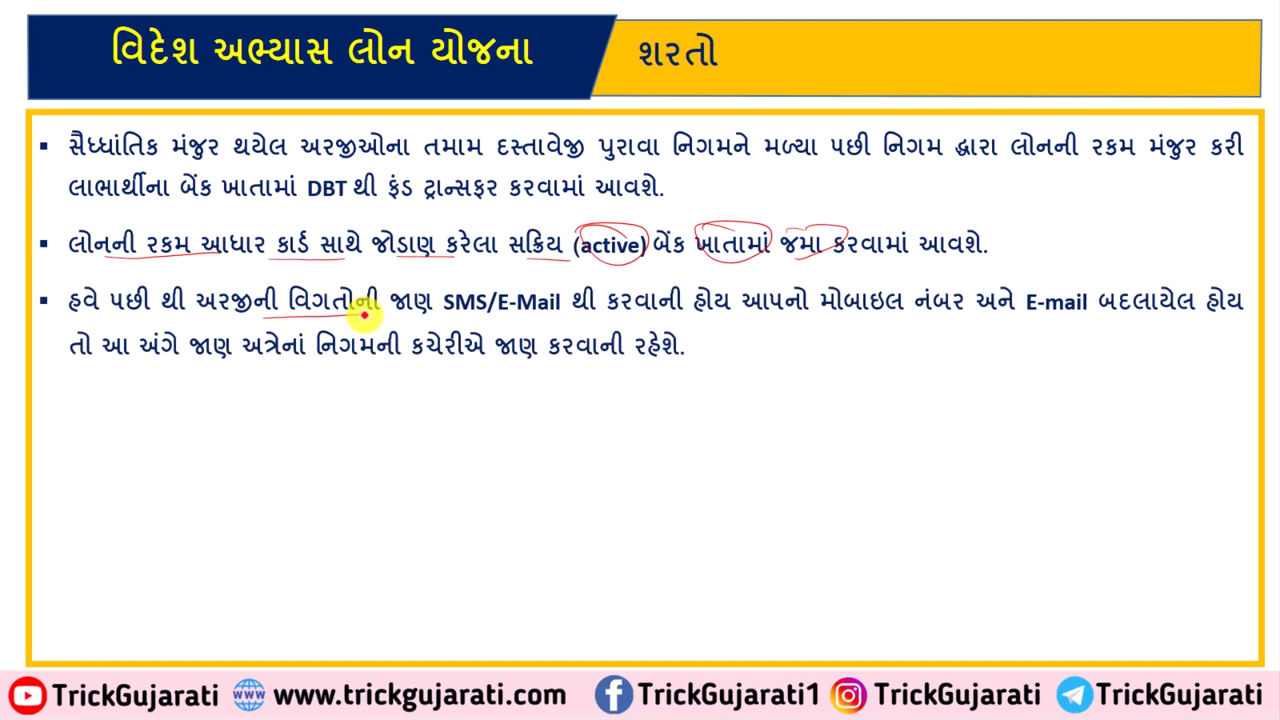 વિદેશ અભ્યાસ લોન યોજના
શરતો
▪ સૈધ્ધાંતિક મંજુર થયેલ અરજીઓના તમામ દસ્તાવેજી પુરાવા નિગમને મળ્યા પછી નિગમ દ્વારા લોનની રકમ મંજુર કરી
લાભાર્થીના બેંક ખાતામાં DBT થી ફંડ ટ્રાન્સફર કરવામાં આવશે.
▪ લોનની રકમ આધાર કાર્ડ સાથે જોડાણ કરેલા સક્રિય (active) બેંક ખાતામાં જમા કરવામાં આવશે.
▪ હવે પછી થી અરજીની વિગતોની જાણ SMS/E-Mail થી કરવાની હોય આપનો મોબાઇલ નંબર અને E-mail બદલાયેલ હોય
તો આ અંગે જાણ અત્રેનાં નિગમની કચેરીએ જાણ કરવાની રહેશે.
TrickGujarati www.trickgujarati.com TrickGujarati1 TrickGujarati TrickGujarati